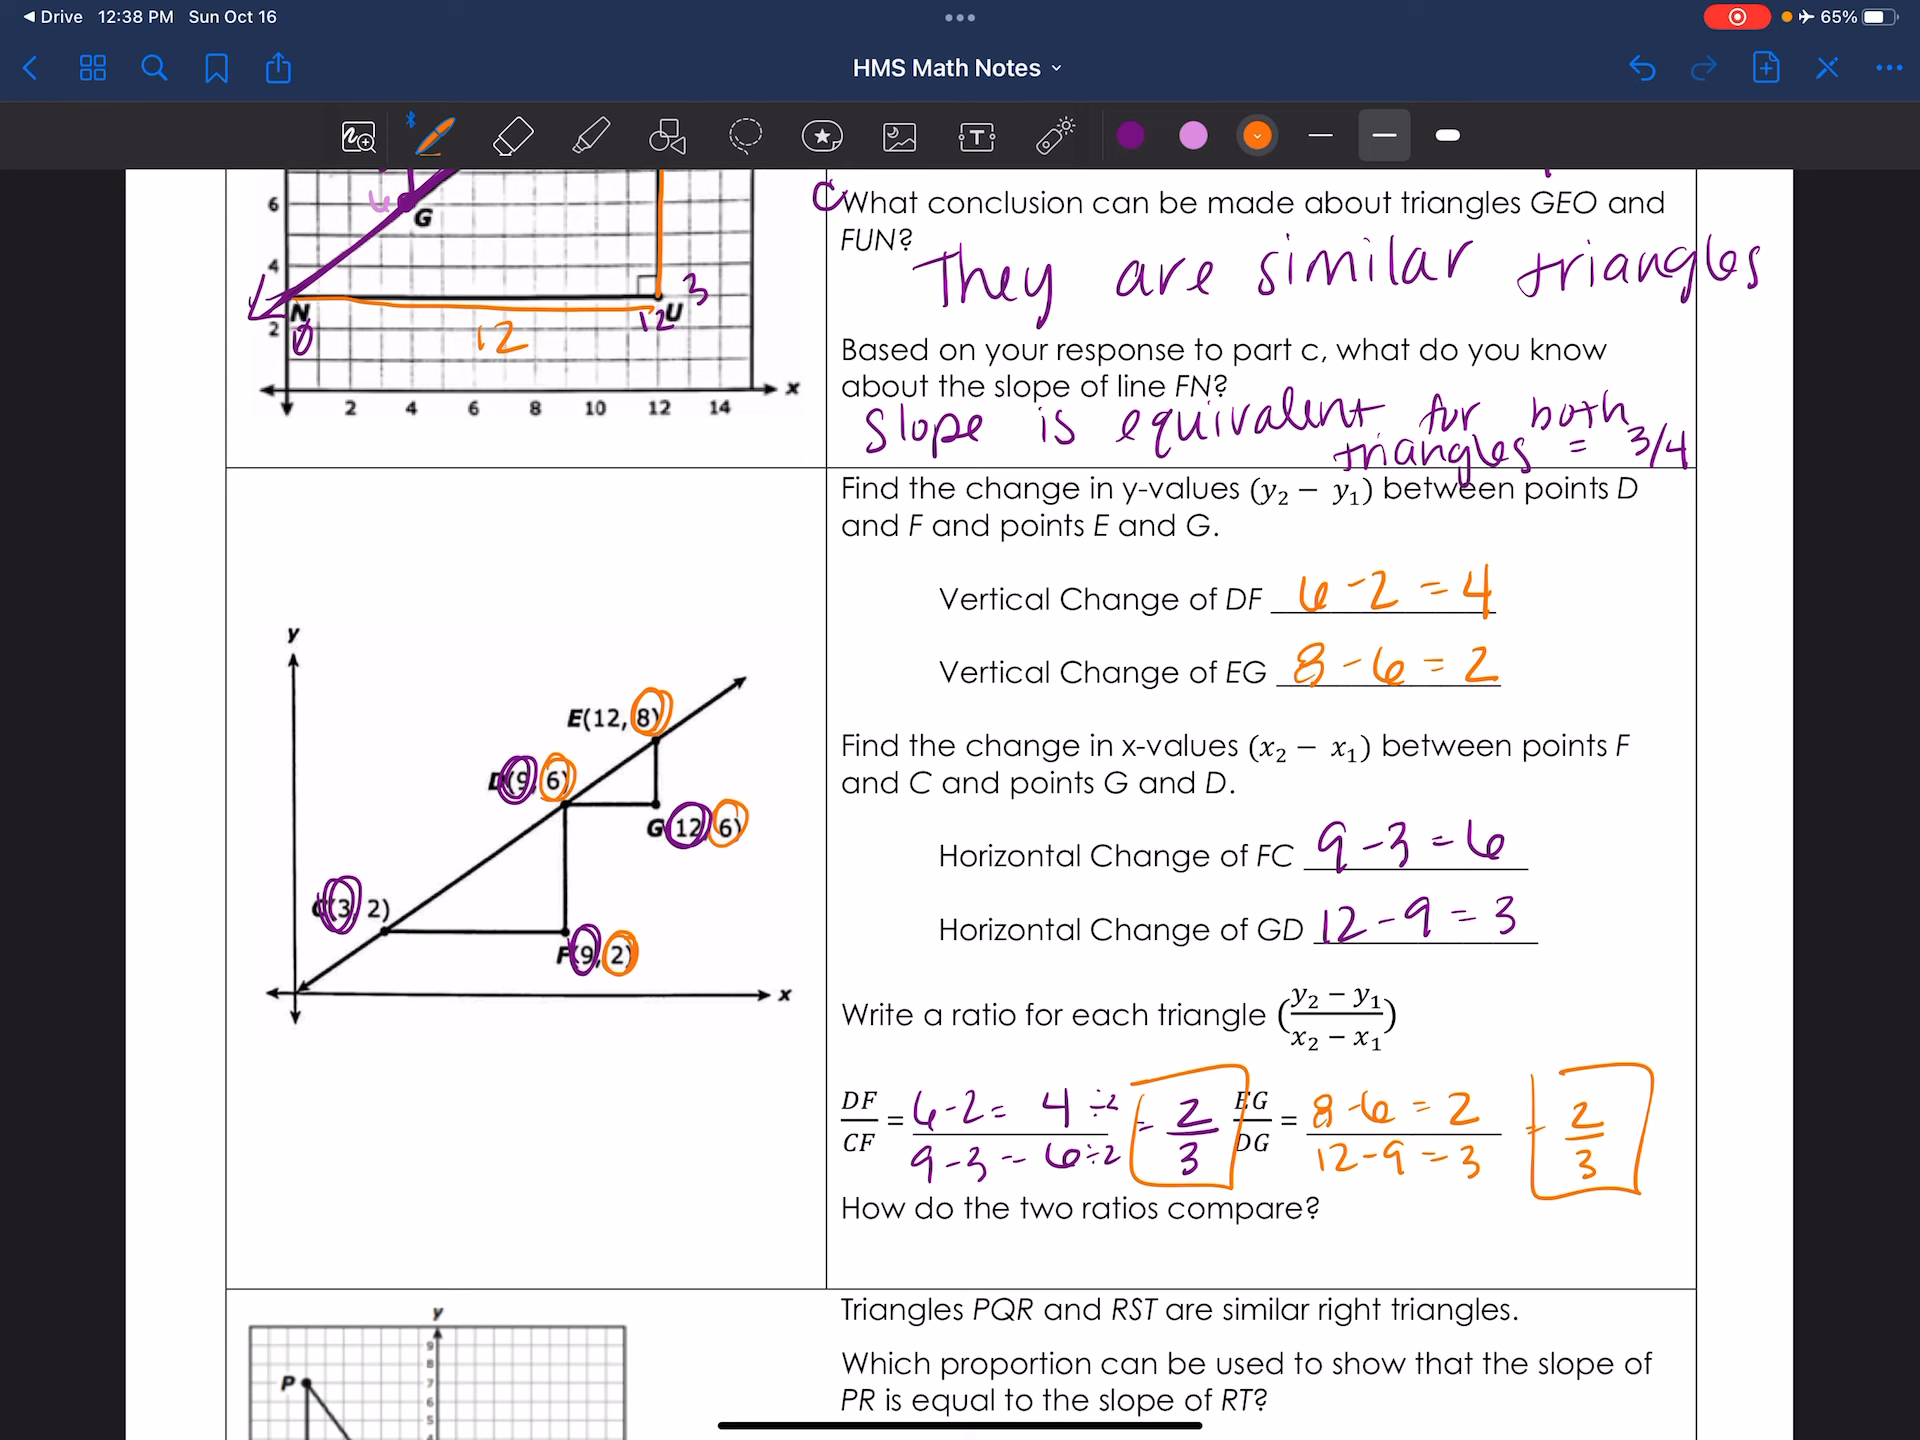 Drive 12:38 PM Sun Oct 16
65%
HMS Math Notes
T
6
6
G
4
3
N
U
12
2
0
12
x
2 4 6 8 10 12 14
C
What conclusion can be made about triangles GEO and
FUN?
They are similar triangles
Based on your response to part c, what do you know
about the slope of line FN?
Slope is equivalent for both
triangles = 3/4
Find the change in y-values (y₂ − y₁) between points D
and F and points E and G.
Vertical Change of DF 6 - 2 = 4
Vertical Change of EG 8 - 6 = 2
Find the change in x-values (x₂ − x₁) between points F
and C and points G and D.
Horizontal Change of FC 9 - 3 = 6
Horizontal Change of GD 12 - 9 = 3
Write a ratio for each triangle (y₂ − y₁ / x₂ − x₁)
DF/CF = 6-2 = 4 ÷2 / 9-3 = 6 ÷2 = 2/3
EG/DG = 8-6 = 2 / 12-9 = 3 = 2/3
How do the two ratios compare?
y
E(12, 8)
D(9, 6)
G(12, 6)
C(3, 2)
F(9, 2)
x
Triangles PQR and RST are similar right triangles.
Which proportion can be used to show that the slope of
PR is equal to the slope of RT?
y
9
8
P
7
6
5